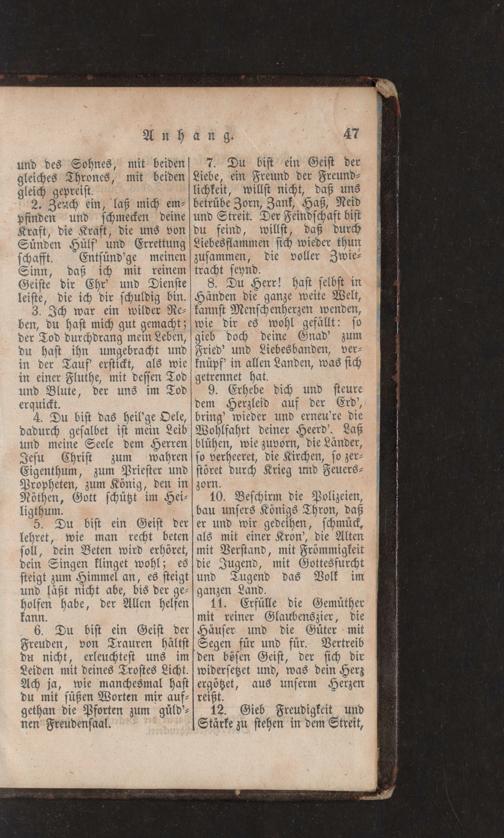 Anhang. 47
und des Sohnes, mit beiden
gleiches Thrones, mit beiden
gleich gepreist.
2. Zeuch ein, laß mich em-
pfinden und schmecken deine
Kraft, die Kraft, die uns von
Sünden Hülf' und Errettung
schafft. Entsünd'ge meinen
Sinn, daß ich mit reinem
Geiste dir Ehr' und Dienste
leiste, die ich dir schuldig bin.
3. Ich war ein wilder Re-
ben, du hast mich gut gemacht;
der Tod durchdrang mein Leben,
du hast ihn umgebracht und
in der Tauf' erstickt, als wie
in einer Fluthe, mit dessen Tod
und Blute, der uns im Tod
erquickt.
4. Du bist das heil'ge Oele,
dadurch gesalbet ist mein Leib
und meine Seele dem Herren
Jesu Christ zum wahren
Eigenthum, zum Priester und
Propheten, zum König, den in
Nöthen, Gott schützt im Hei-
ligthum.
5. Du bist ein Geist der
lehret, wie man recht beten
soll, dein Beten wird erhöret,
dein Singen klinget wohl; es
steigt zum Himmel an, es steigt
und läßt nicht abe, bis der ge-
holfen habe, der Allen helfen
kann.
6. Du bist ein Geist der
Freuden, von Trauren hältst
du nicht, erleuchtest uns im
Leiden mit deines Trostes Licht.
Ach ja, wie manchesmal hast
du mit süßen Worten mir auf-
gethan die Pforten zum güld'-
nen Freudensaal.
7. Du bist ein Geist der
Liebe, ein Freund der Freund-
lichkeit, willst nicht, daß uns
betrübe Zorn, Zank, Haß, Neid
und Streit. Der Feindschaft bist
du feind, willst, daß durch
Liebesflammen sich wieder thun
zusammen, die voller Zwie-
tracht seynd.
8. Du Herr! hast selbst in
Händen die ganze weite Welt,
kannst Menschenherzen wenden,
wie dir es wohl gefällt: so
gieb doch deine Gnad' zum
Fried' und Liebesbanden, ver-
knüpf' in allen Landen, was sich
getrennet hat.
9. Erhebe dich und steure
dem Herzleid auf der Erd',
bring' wieder und erneu're die
Wohlfahrt deiner Heerd'. Laß
blühen, wie zuvorn, die Länder,
so verheeret, die Kirchen, so zer-
störet durch Krieg und Feuers-
zorn.
10. Beschirm die Polizeien,
bau unsers Königs Thron, daß
er und wir gedeihen, schmück,
als mit einer Kron', die Alten
mit Verstand, mit Frömmigkeit
die Jugend, mit Gottesfurcht
und Tugend das Volk im
ganzen Land.
11. Erfülle die Gemüther
mit reiner Glaubenszier, die
Häuser und die Güter mit
Segen für und für. Vertreib
den bösen Geist, der sich dir
widersetzet und, was dein Herz
ergötzet, aus unserm Herzen
reißt.
12. Gieb Freudigkeit und
Stärke zu stehen in dem Streit,